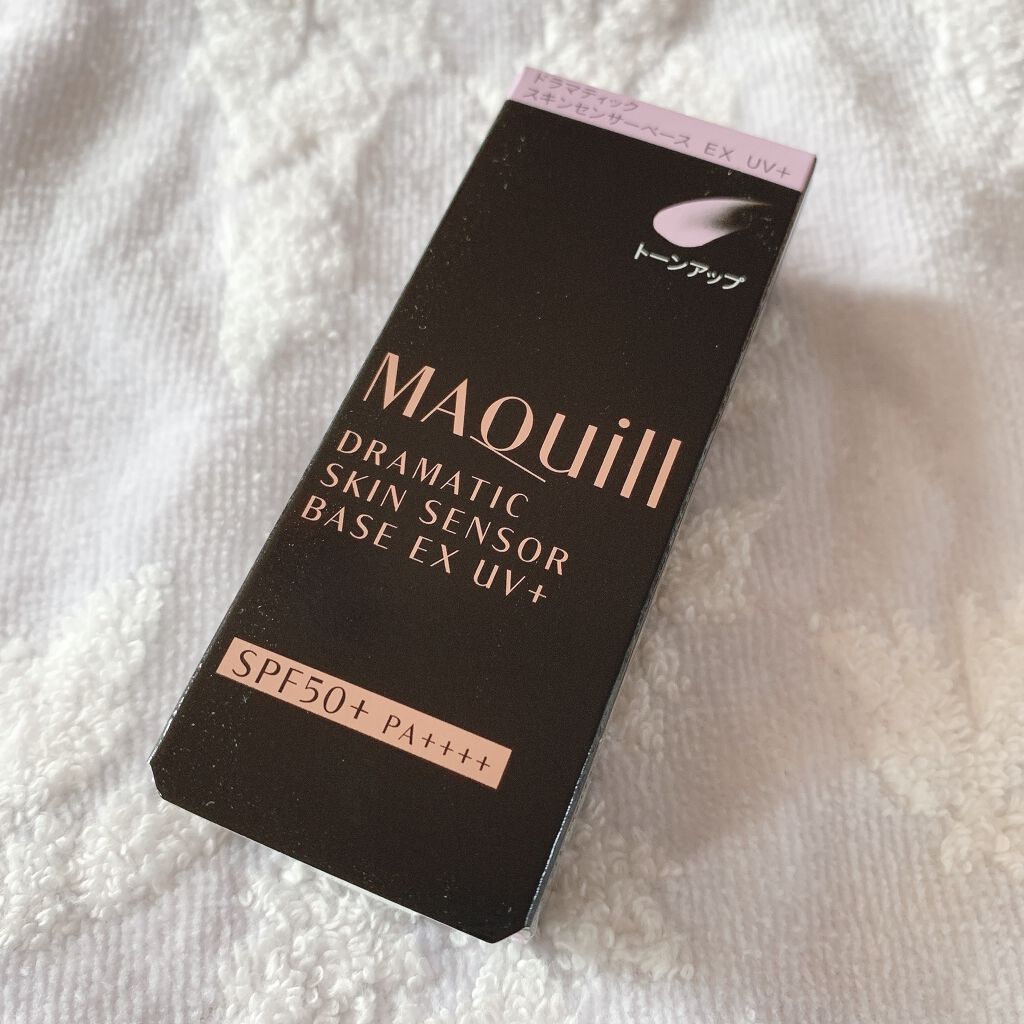 ドラマティック
スキンセンサーベース EX UV+
トーンアップ
MAQuill
DRAMATIC
SKIN SENSOR
BASE EX UV+
SPF50+ PA++++